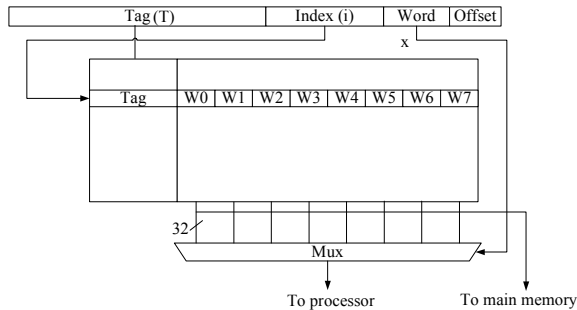 Tag (T) Index (i) Word Offset
x
Tag W0 W1 W2 W3 W4 W5 W6 W7
32
Mux
To processor To main memory